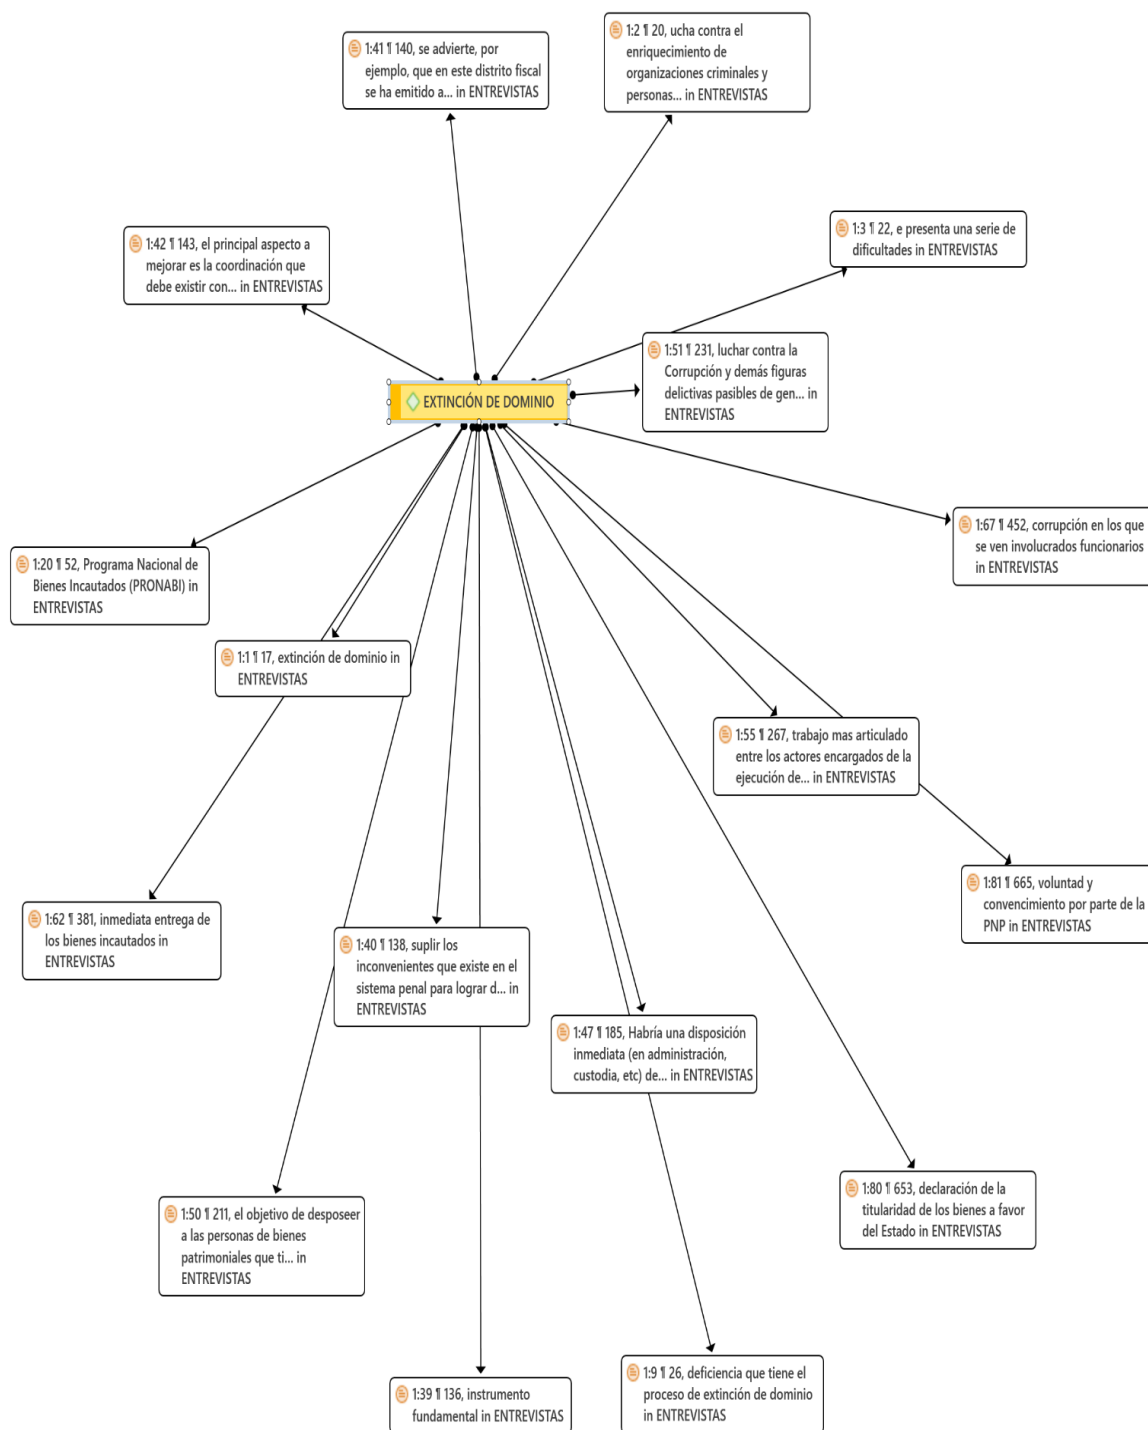 1:41 ¶ 140, se advierte, por
ejemplo, que en este distrito fiscal
se ha emitido a... in ENTREVISTAS
1:2 ¶ 20, ucha contra el
enriquecimiento de
organizaciones criminales y
personas... in ENTREVISTAS
1:42 ¶ 143, el principal aspecto a
mejorar es la coordinación que
debe existir con... in ENTREVISTAS
1:3 ¶ 22, e presenta una serie de
dificultades in ENTREVISTAS
1:51 ¶ 231, luchar contra la
Corrupción y demás figuras
delictivas pasibles de gen... in
ENTREVISTAS
EXTINCIÓN DE DOMINIO
1:67 ¶ 452, corrupción en los que
se ven involucrados funcionarios
in ENTREVISTAS
1:20 ¶ 52, Programa Nacional de
Bienes Incautados (PRONABI) in
ENTREVISTAS
1:1 ¶ 17, extinción de dominio in
ENTREVISTAS
1:55 ¶ 267, trabajo mas articulado
entre los actores encargados de la
ejecución de... in ENTREVISTAS
1:81 ¶ 665, voluntad y
convencimiento por parte de la
PNP in ENTREVISTAS
1:62 ¶ 381, inmediata entrega de
los bienes incautados in
ENTREVISTAS
1:40 ¶ 138, suplir los
inconvenientes que existe en el
sistema penal para lograr d... in
ENTREVISTAS
1:47 ¶ 185, Habría una disposición
inmediata (en administración,
custodia, etc) de... in ENTREVISTAS
1:80 ¶ 653, declaración de la
titularidad de los bienes a favor
del Estado in ENTREVISTAS
1:50 ¶ 211, el objetivo de desposeer
a las personas de bienes
patrimoniales que ti... in
ENTREVISTAS
1:9 ¶ 26, deficiencia que tiene el
proceso de extinción de dominio
in ENTREVISTAS
1:39 ¶ 136, instrumento
fundamental in ENTREVISTAS